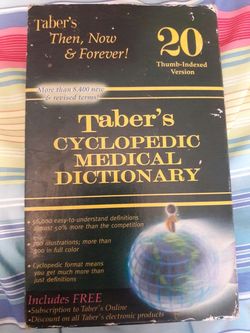 Taber's
Then, Now
& Forever!
20
Thumb-Indexed
Version
More than 8,400 new
& revised terms!
Taber's
CYCLOPEDIC
MEDICAL
DICTIONARY
• 56,000 easy-to-understand definitions
almost 50% more than the competition
• 700 illustrations; more than
in full color
• Cyclopedic format means
you get much more than
just definitions
Includes FREE
• Subscription to Taber's Online
• Discount on all Taber's electronic products